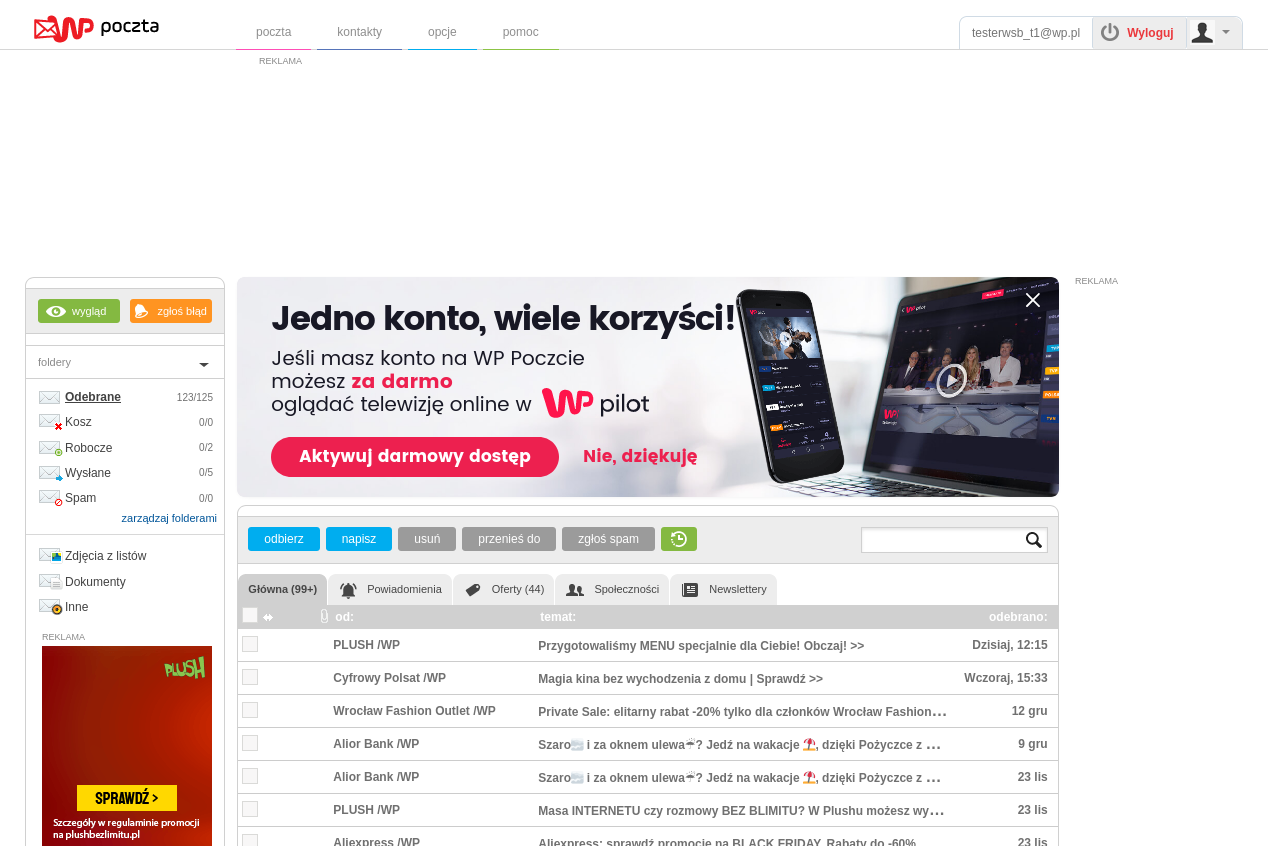 WP poczta
poczta kontakty opcje pomoc
testerwsb_t1@wp.pl Wyloguj
REKLAMA
REKLAMA
wygląd zgłoś błąd
foldery
Odebrane 123/125
Kosz 0/0
Robocze 0/2
Wysłane 0/5
Spam 0/0
zarządzaj folderami
Zdjęcia z listów
Dokumenty
Inne
REKLAMA
PLUSH
SPRAWDŹ >
Szczegóły w regulaminie promocji
na plushbezlimitu.pl
Jedno konto, wiele korzyści!
Jeśli masz konto na WP Poczcie
możesz za darmo
oglądać telewizję online w WP pilot
Aktywuj darmowy dostęp Nie, dziękuję
odbierz napisz usuń przenieś do zgłoś spam
Główna (99+) Powiadomienia Oferty (44) Społeczności Newslettery
od: temat: odebrano:
PLUSH /WP Przygotowaliśmy MENU specjalnie dla Ciebie! Obczaj! >> Dzisiaj, 12:15
Cyfrowy Polsat /WP Magia kina bez wychodzenia z domu | Sprawdź >> Wczoraj, 15:33
Wrocław Fashion Outlet /WP Private Sale: elitarny rabat -20% tylko dla członków Wrocław Fashion... 12 gru
Alior Bank /WP Szaro🌫️ i za oknem ulewa☔? Jedź na wakacje ⛱️, dzięki Pożyczce z ... 9 gru
Alior Bank /WP Szaro🌫️ i za oknem ulewa☔? Jedź na wakacje ⛱️, dzięki Pożyczce z ... 23 lis
PLUSH /WP Masa INTERNETU czy rozmowy BEZ BLIMITU? W Plushu możesz wy... 23 lis
Aliexpress /WP Aliexpress: sprawdź promocje na BLACK FRIDAY. Rabaty do -60% 23 lis